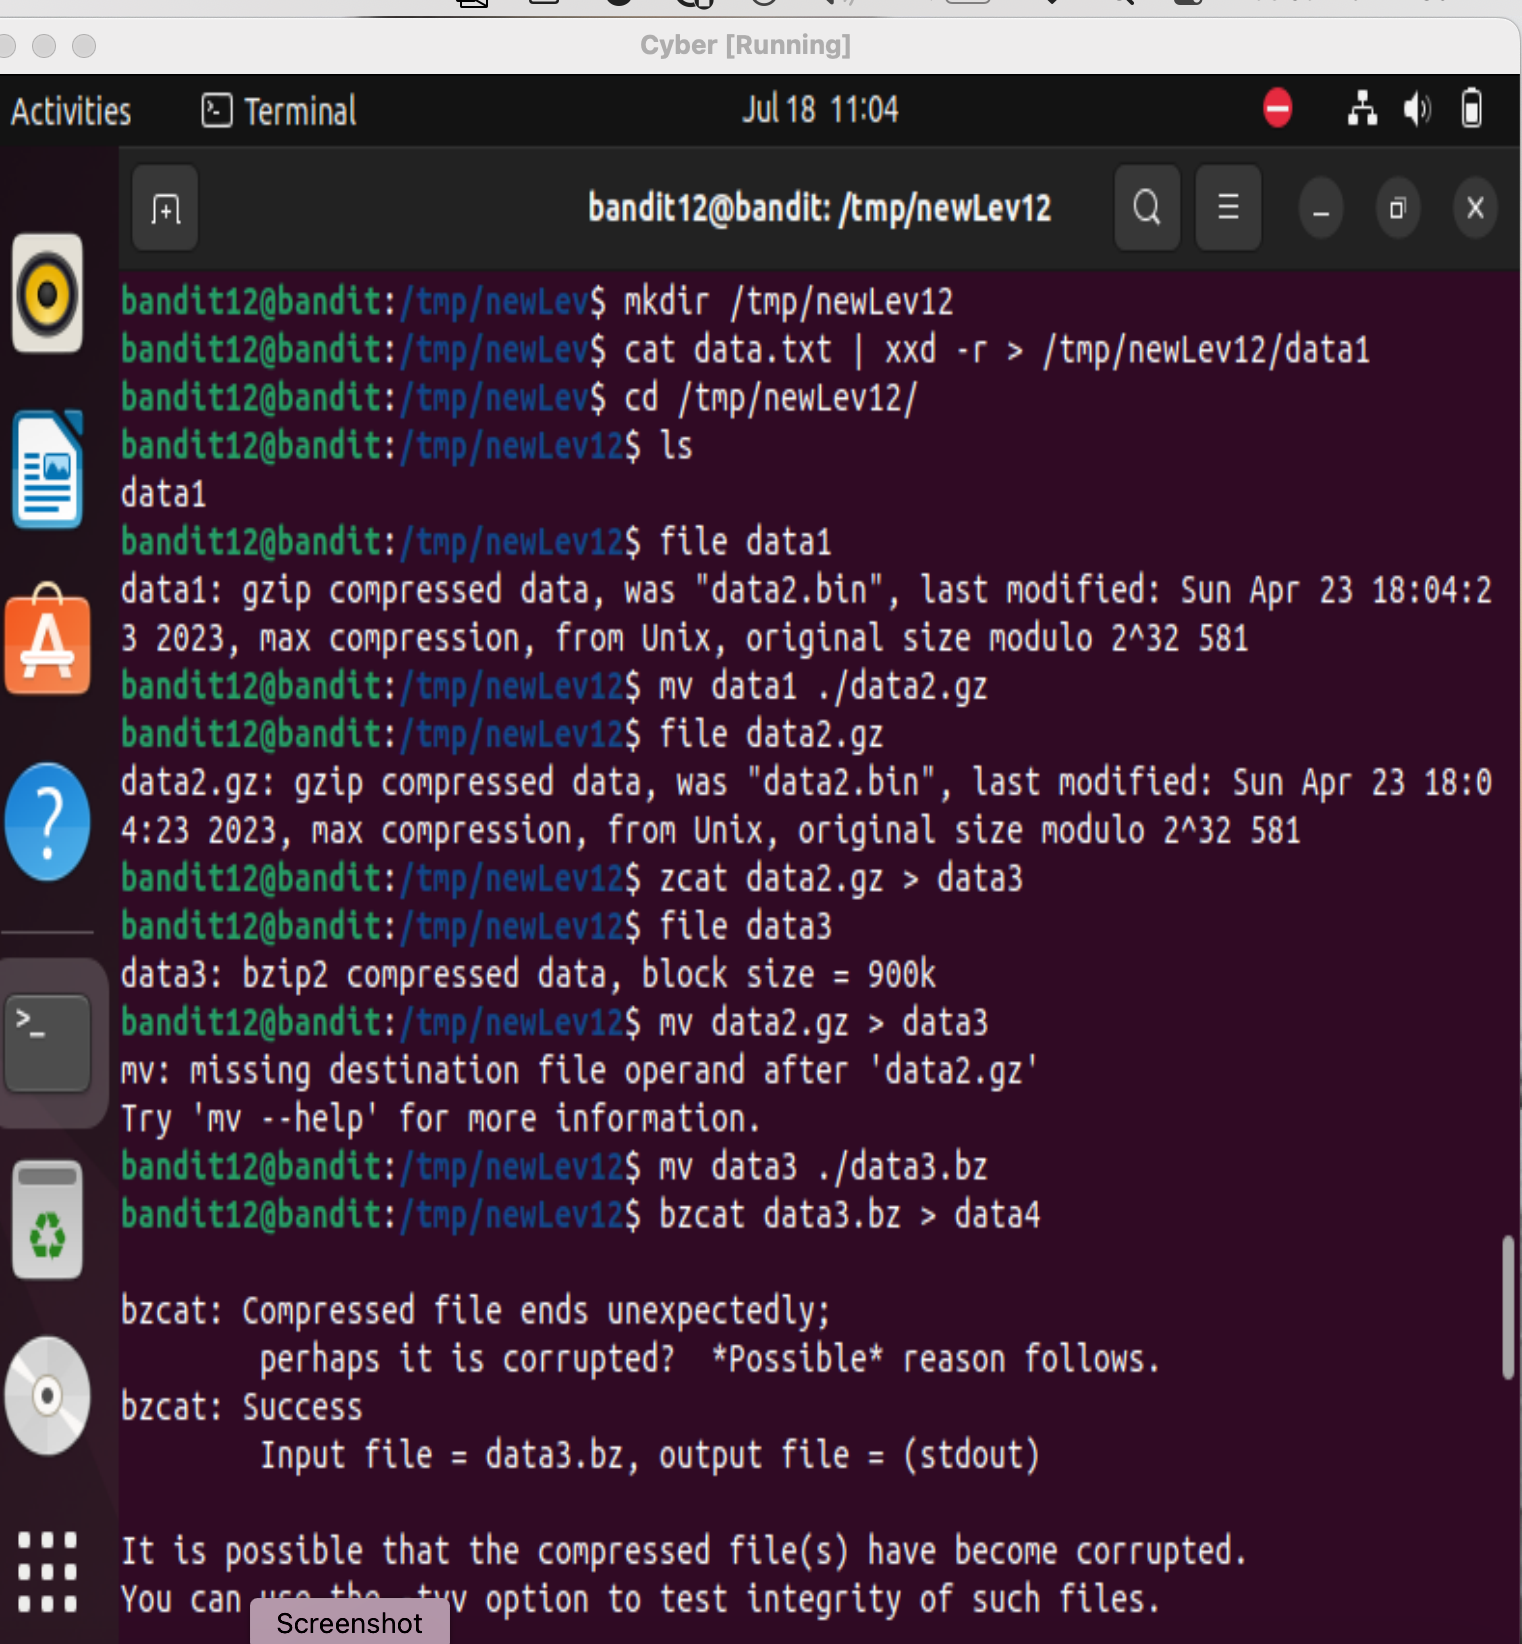 Cyber [Running]
Activities
Terminal
Jul 18 11:04
bandit12@bandit: /tmp/newLev12
bandit12@bandit:/tmp/newLev$ mkdir /tmp/newLev12
bandit12@bandit:/tmp/newLev$ cat data.txt | xxd -r > /tmp/newLev12/data1
bandit12@bandit:/tmp/newLev$ cd /tmp/newLev12/
bandit12@bandit:/tmp/newLev12$ ls
data1
bandit12@bandit:/tmp/newLev12$ file data1
data1: gzip compressed data, was "data2.bin", last modified: Sun Apr 23 18:04:2
3 2023, max compression, from Unix, original size modulo 2^32 581
bandit12@bandit:/tmp/newLev12$ mv data1 ./data2.gz
bandit12@bandit:/tmp/newLev12$ file data2.gz
data2.gz: gzip compressed data, was "data2.bin", last modified: Sun Apr 23 18:0
4:23 2023, max compression, from Unix, original size modulo 2^32 581
bandit12@bandit:/tmp/newLev12$ zcat data2.gz > data3
bandit12@bandit:/tmp/newLev12$ file data3
data3: bzip2 compressed data, block size = 900k
bandit12@bandit:/tmp/newLev12$ mv data2.gz > data3
mv: missing destination file operand after 'data2.gz'
Try 'mv --help' for more information.
bandit12@bandit:/tmp/newLev12$ mv data3 ./data3.bz
bandit12@bandit:/tmp/newLev12$ bzcat data3.bz > data4
bzcat: Compressed file ends unexpectedly;
perhaps it is corrupted? *Possible* reason follows.
bzcat: Success
Input file = data3.bz, output file = (stdout)
It is possible that the compressed file(s) have become corrupted.
You can use the -tvv option to test integrity of such files.
Screenshot